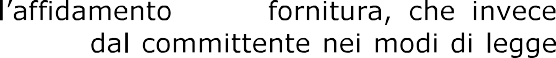 l'affidamento fornitura, che invece
dal committente nei modi di legge